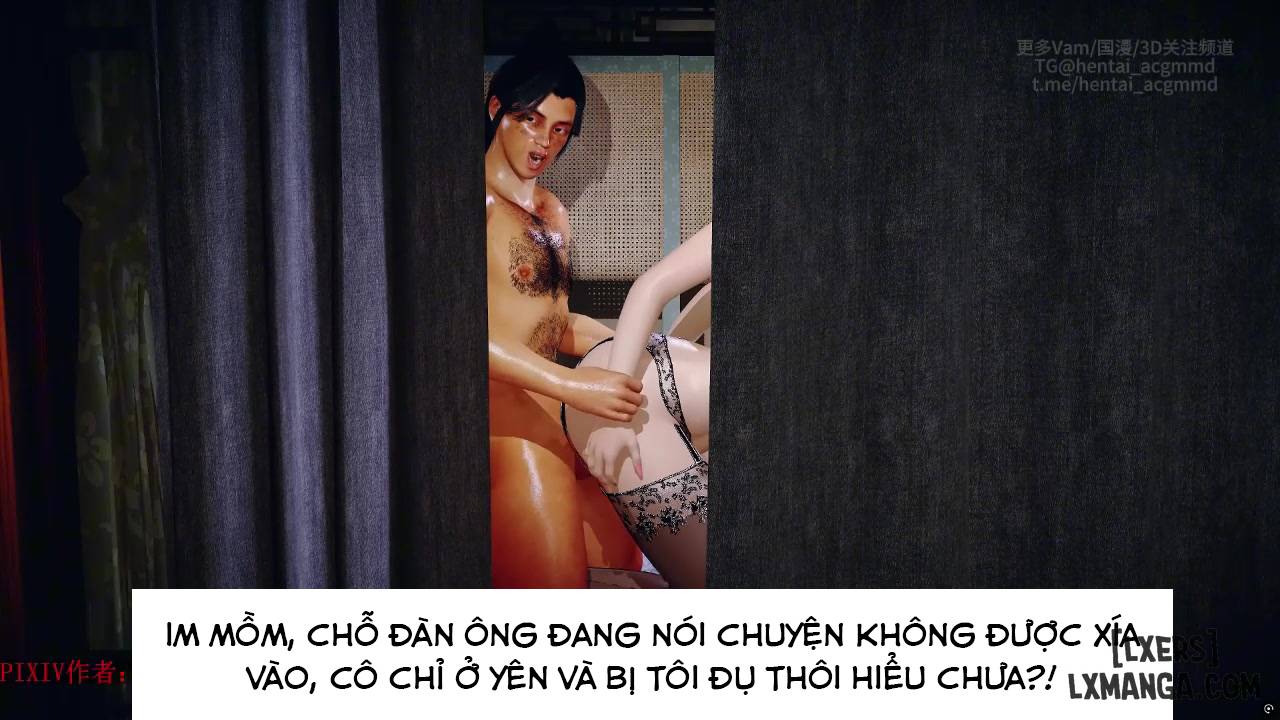 更多Vam/国漫/3D关注频道
TG@hentai_acgmmd
t.me/hentai_acgmmd
IM MỒM, CHỖ ĐÀN ÔNG ĐANG NÓI CHUYỆN KHÔNG ĐƯỢC XÍA
VÀO, CÔ CHỈ Ở YÊN VÀ BỊ TÔI ĐỤ THÔI HIỂU CHƯA?!
[LXERS]
LXMANGA.COM
PIXIV作者: